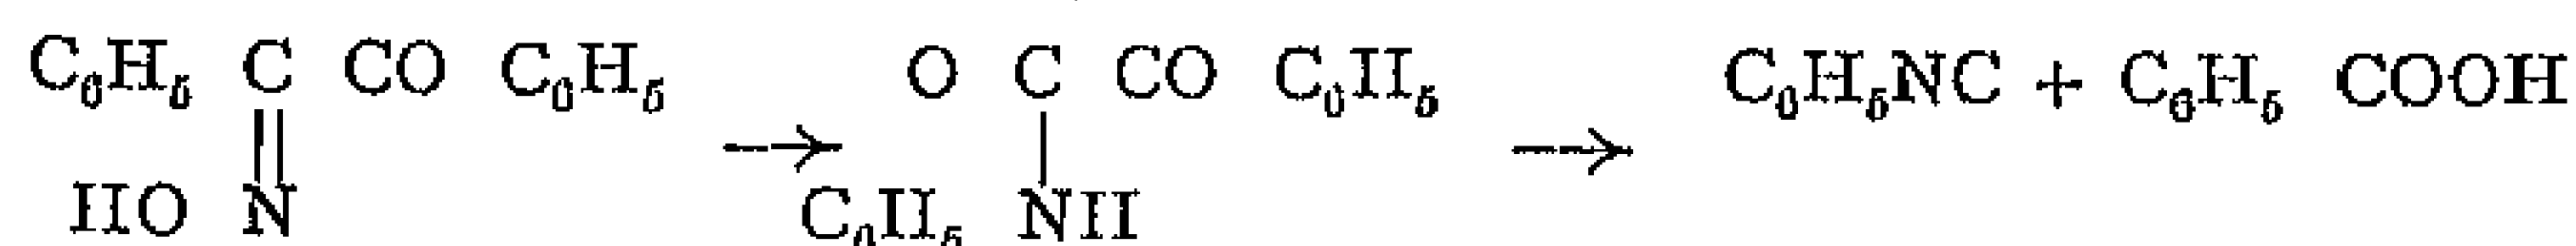 C₆H₅ C CO C₆H₅ → O C CO C₆H₅ → C₆H₅NC + C₆H₅ COOH
HO N C₆H₅ NH